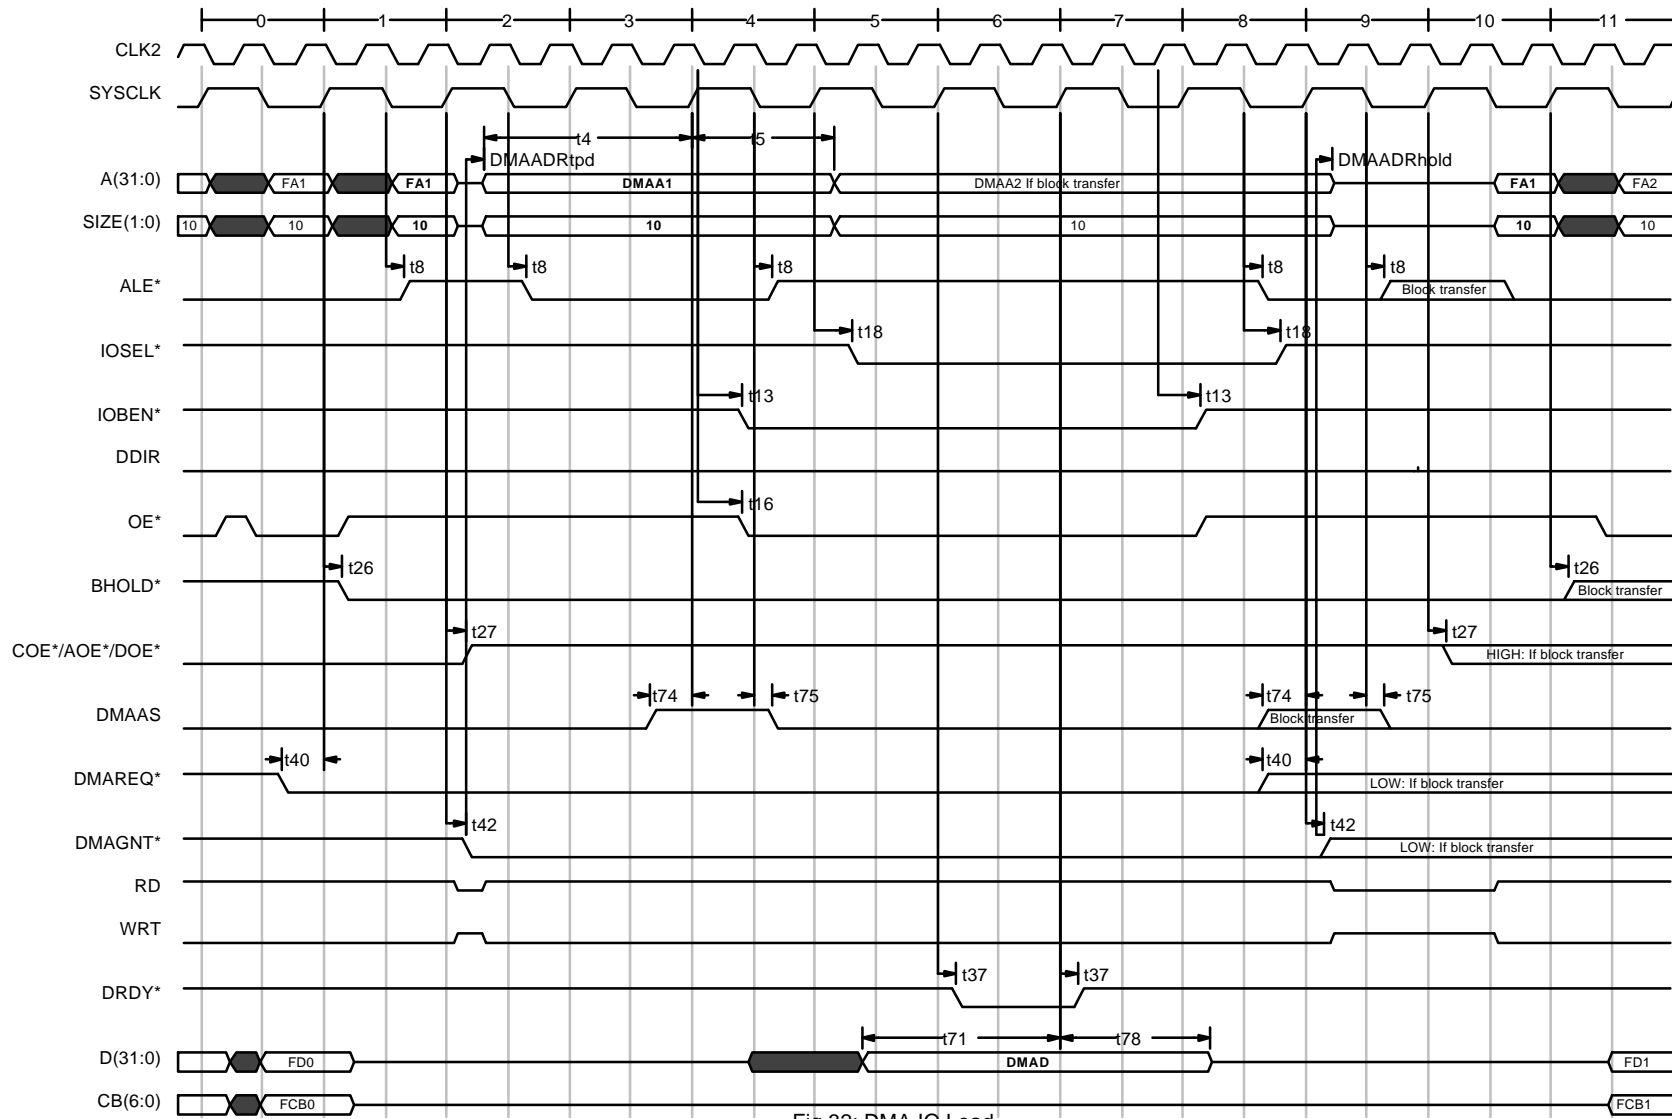 0 1 2 3 4 5 6 7 8 9 10 11
CLK2
SYSCLK
t4 t5
DMAADRtpd DMAADRhold
A(31:0) FA1 FA1 DMAA1 DMAA2 If block transfer FA1 FA2
SIZE(1:0) 10 10 10 10 10 10 10
t8 t8 t8 t8 t8
ALE* Block transfer
t18 t18
IOSEL*
t13 t13
IOBEN*
DDIR
t16
OE*
t26 t26
BHOLD* Block transfer
t27 t27
COE*/AOE*/DOE* HIGH: If block transfer
t74 t75 t74 t75
DMAAS Block transfer
t40 t40
DMAREQ* LOW: If block transfer
t42 t42
DMAGNT* LOW: If block transfer
RD
WRT
t37 t37
DRDY*
t71 t78
D(31:0) FD0 DMAD FD1
CB(6:0) FCB0 FCB1